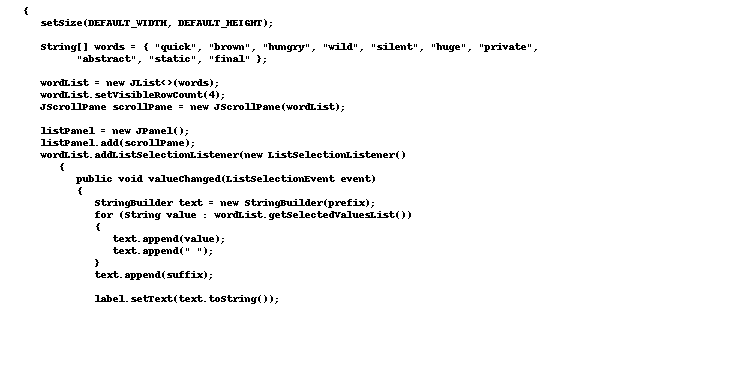 {
setSize(DEFAULT_WIDTH, DEFAULT_HEIGHT);
String[] words = { "quick", "brown", "hungry", "wild", "silent", "huge", "private",
"abstract", "static", "final" };
wordList = new JList<>(words);
wordList.setVisibleRowCount(4);
JScrollPane scrollPane = new JScrollPane(wordList);
listPanel = new JPanel();
listPanel.add(scrollPane);
wordList.addListSelectionListener(new ListSelectionListener()
{
public void valueChanged(ListSelectionEvent event)
{
StringBuilder text = new StringBuilder(prefix);
for (String value : wordList.getSelectedValuesList())
{
text.append(value);
text.append(" ");
}
text.append(suffix);
label.setText(text.toString());